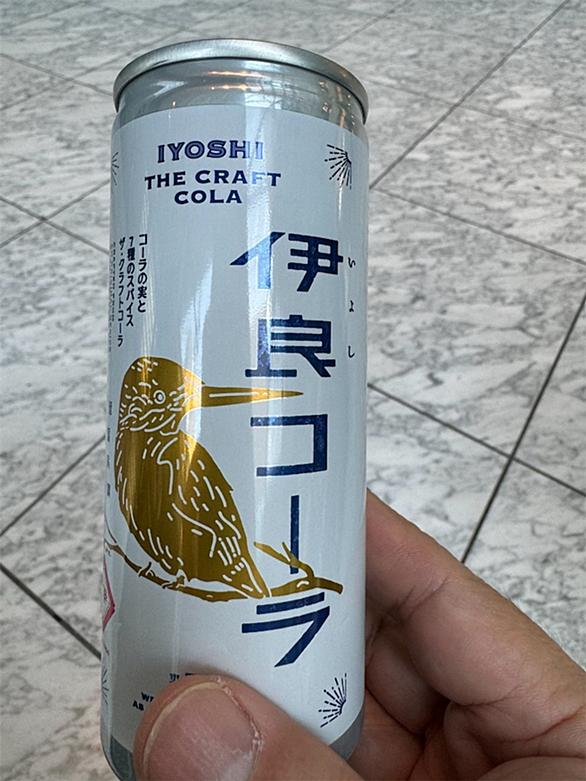 IYOSHI
THE CRAFT
COLA
伊良コーラ
いよし
コーラの実と
7種のスパイス
ザ・クラフトコーラ